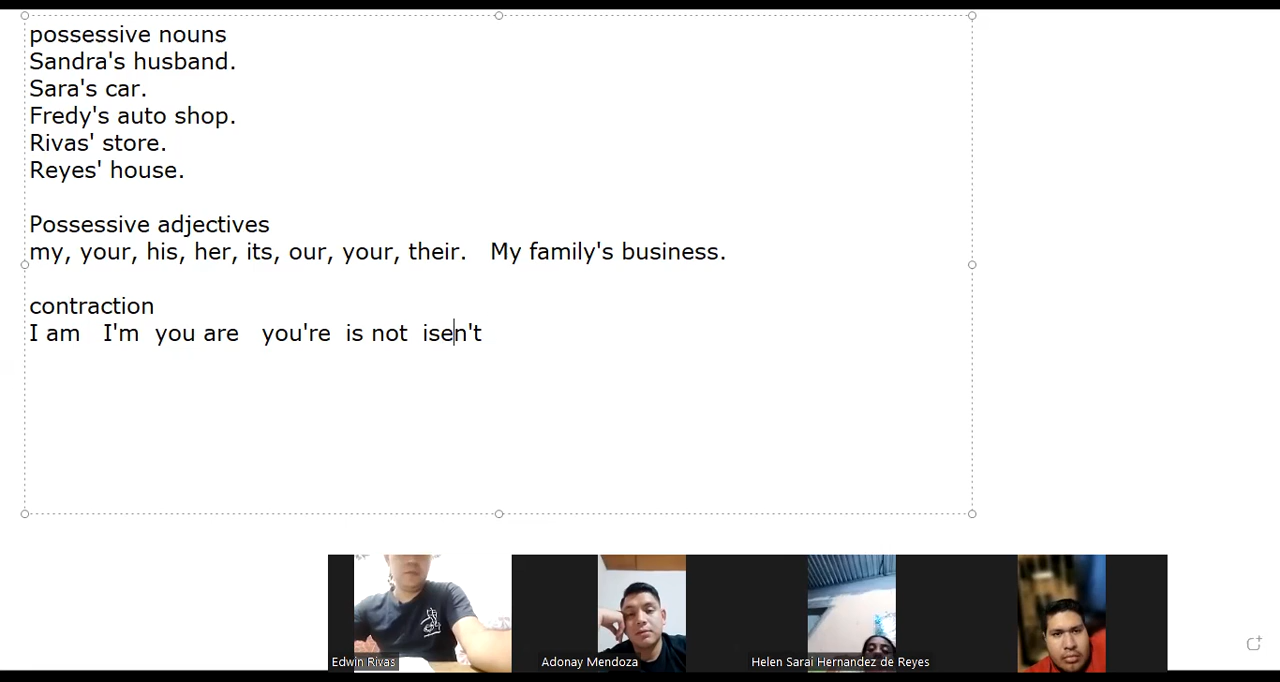 possessive nouns
Sandra's husband.
Sara's car.
Fredy's auto shop.
Rivas' store.
Reyes' house.
Possessive adjectives
my, your, his, her, its, our, your, their.   My family's business.
contraction
I am   I'm  you are   you're  is not  isen't
Edwin Rivas
Adonay Mendoza
Helen Sarai Hernandez de Reyes